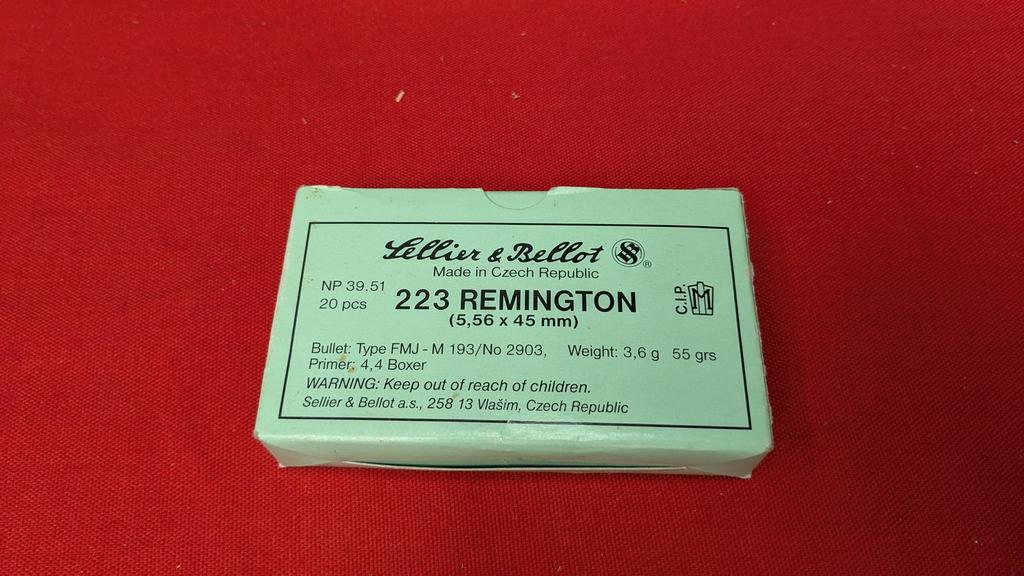 Sellier & Bellot ®
Made in Czech Republic
NP 39.51
20 pcs
223 REMINGTON
(5,56 x 45 mm)
C.I.P.
Bullet: Type FMJ - M 193/No 2903, Weight: 3,6 g 55 grs
Primer: 4,4 Boxer
WARNING: Keep out of reach of children.
Sellier & Bellot a.s., 258 13 Vlašim, Czech Republic